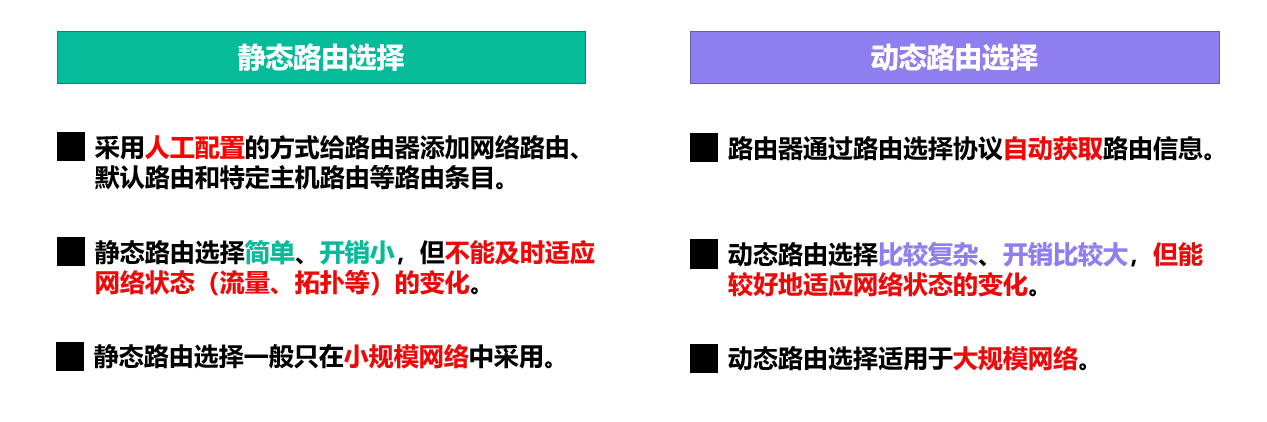 静态路由选择
采用人工配置的方式给路由器添加网络路由、
默认路由和特定主机路由等路由条目。
静态路由选择简单、开销小，但不能及时适应
网络状态（流量、拓扑等）的变化。
静态路由选择一般只在小规模网络中采用。
动态路由选择
路由器通过路由选择协议自动获取路由信息。
动态路由选择比较复杂、开销比较大，但能
较好地适应网络状态的变化。
动态路由选择适用于大规模网络。